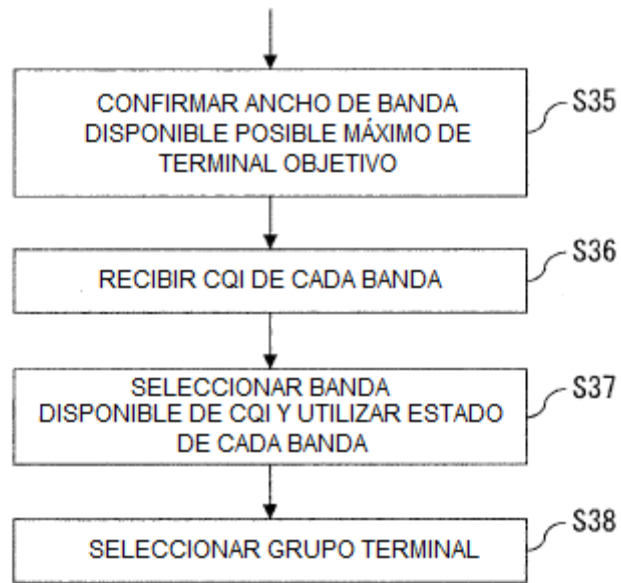 CONFIRMAR ANCHO DE BANDA
DISPONIBLE POSIBLE MÁXIMO DE
TERMINAL OBJETIVO
S35
RECIBIR CQI DE CADA BANDA
S36
SELECCIONAR BANDA
DISPONIBLE DE CQI Y UTILIZAR ESTADO
DE CADA BANDA
S37
SELECCIONAR GRUPO TERMINAL
S38